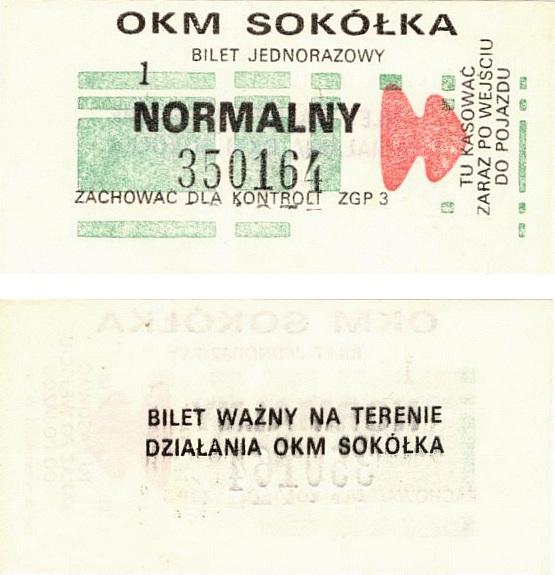 OKM SOKÓŁKA
BILET JEDNORAZOWY
1
NORMALNY
350164
ZACHOWAĆ DLA KONTROLI ZGP 3
TU KASOWAĆ
ZARAZ PO WEJŚCIU
DO POJAZDU
BILET WAŻNY NA TERENIE
DZIAŁANIA OKM SOKÓŁKA